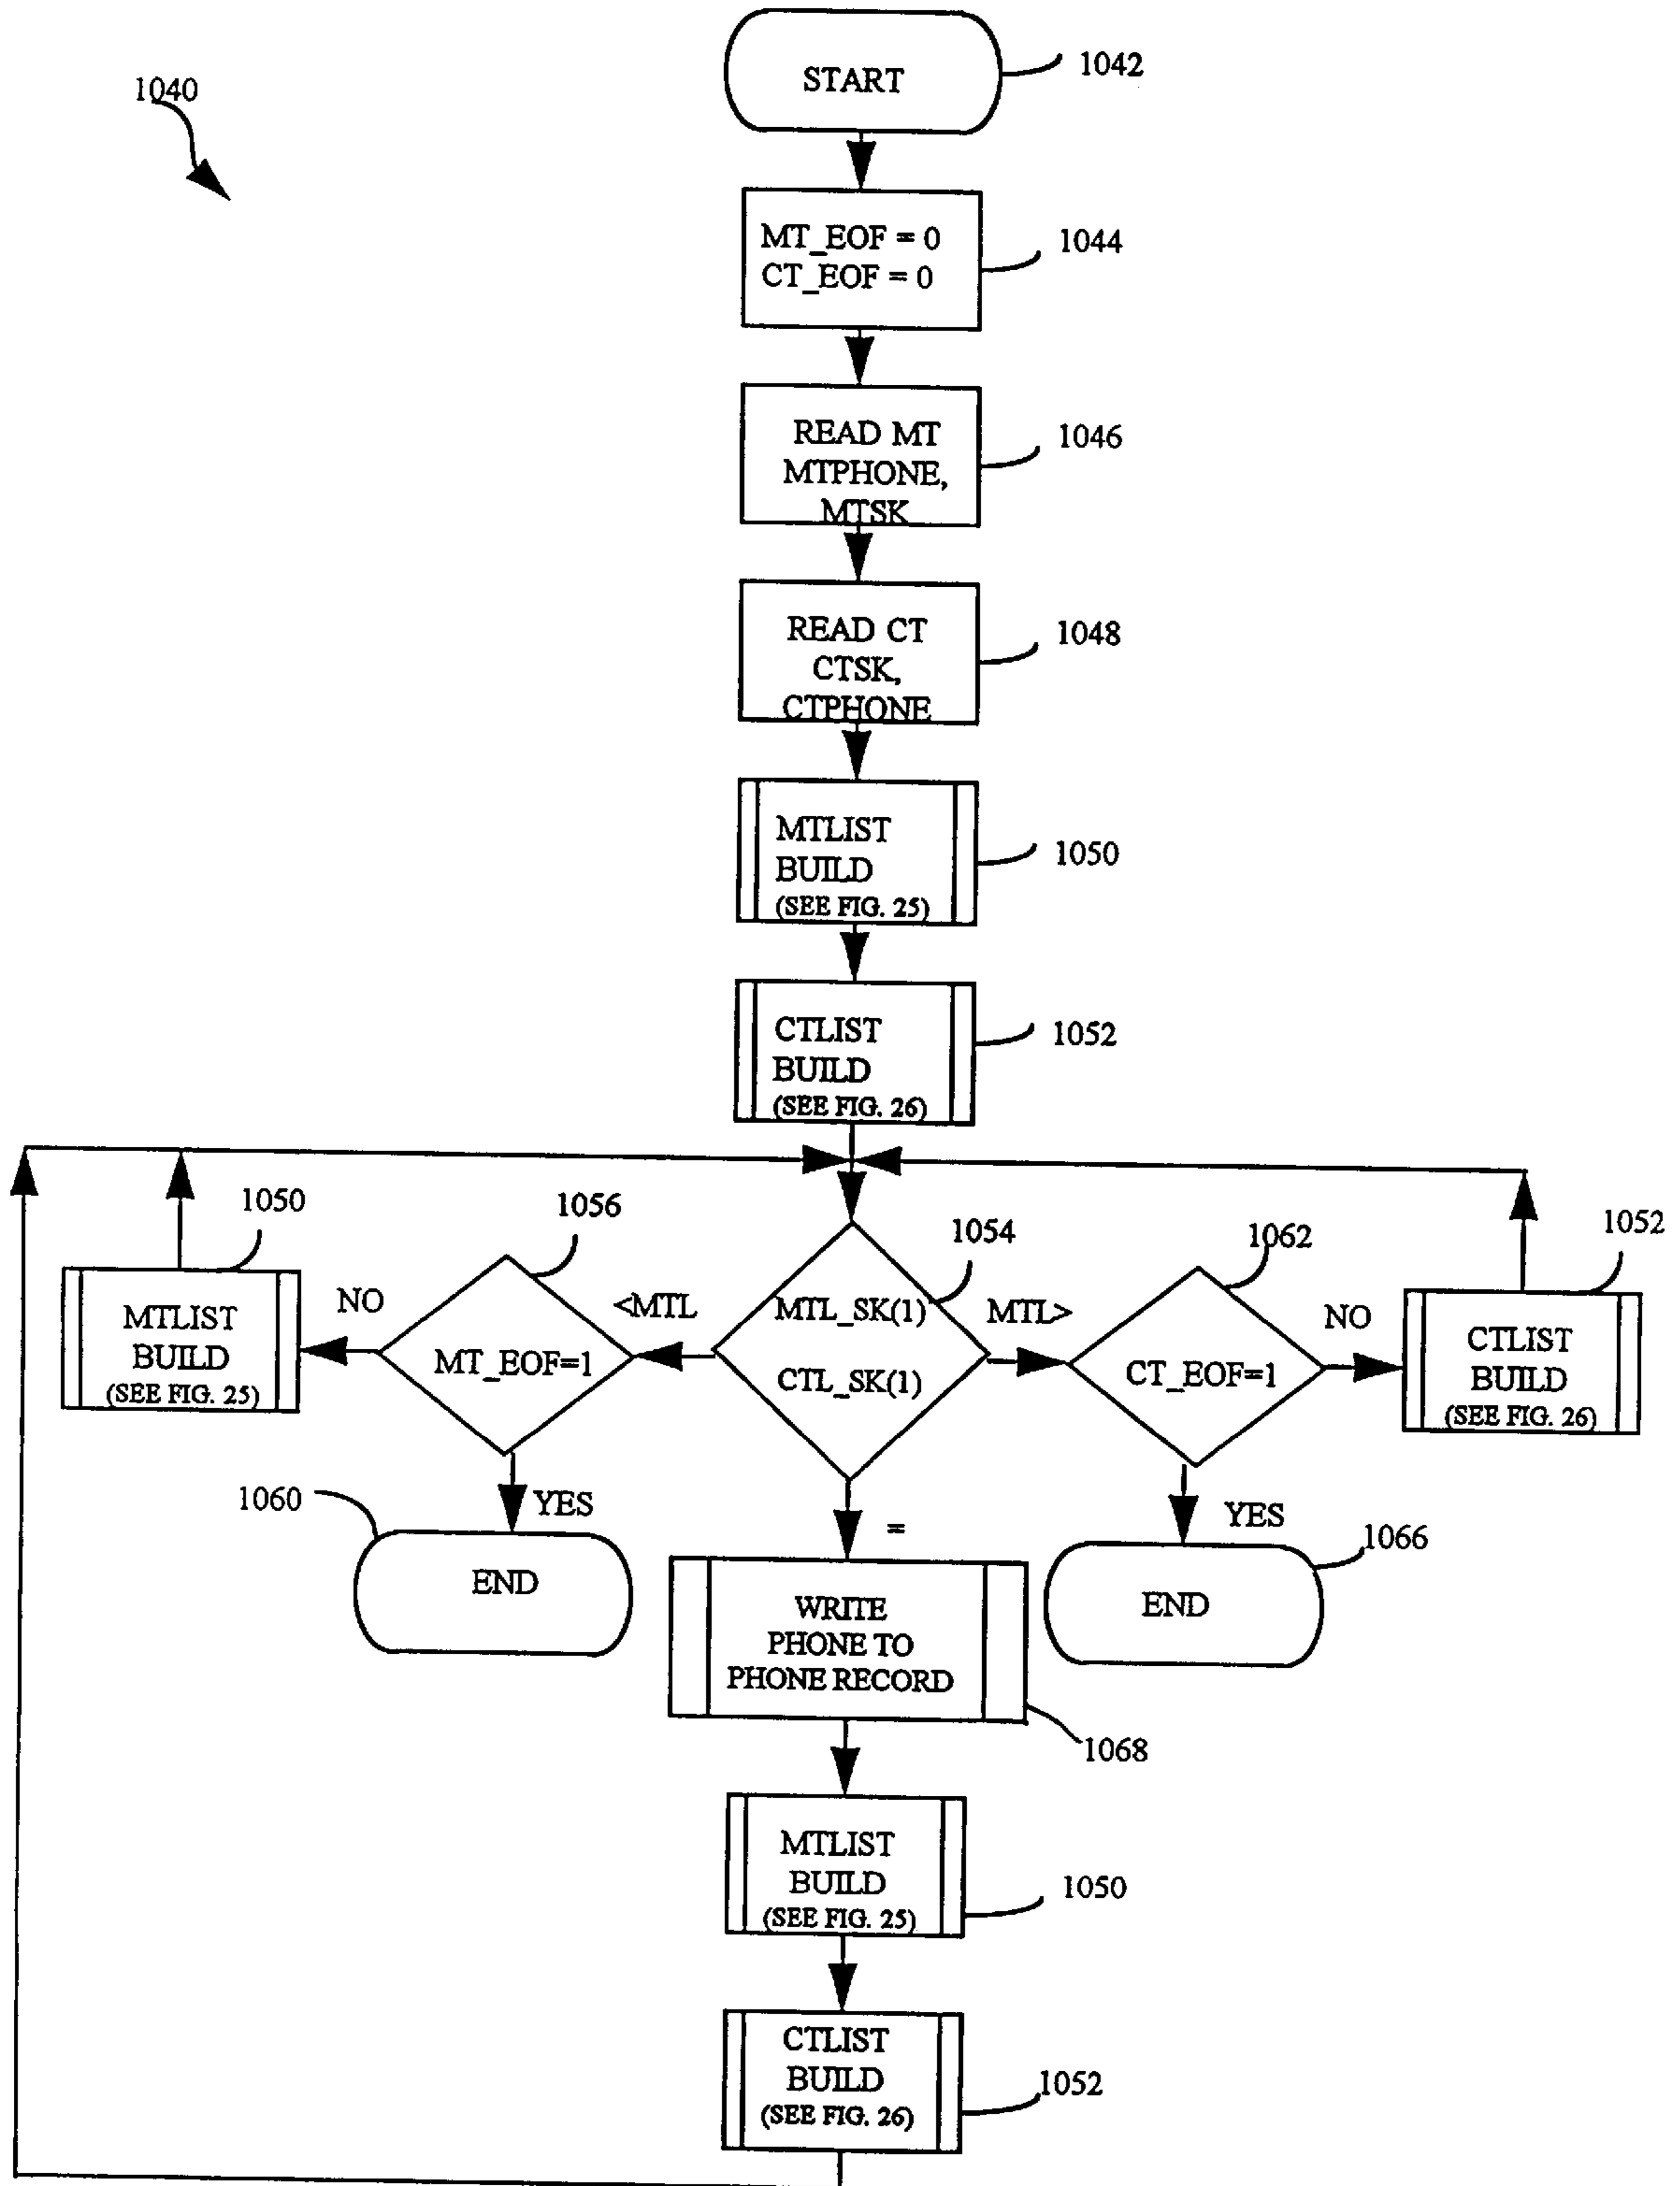 START
1042
1040
MT_EOF = 0
CT_EOF = 0
1044
READ MT
MTPHONE,
MTSK
1046
READ CT
CTSK,
CTPHONE
1048
MTLIST
BUILD
(SEE FIG. 25)
1050
CTLIST
BUILD
(SEE FIG. 26)
1052
1050
MTLIST
BUILD
(SEE FIG. 25)
NO
1056
MT_EOF=1
<MTL
1054
MTL_SK(1)
CTL_SK(1)
MTL>
1062
CT_EOF=1
NO
1052
CTLIST
BUILD
(SEE FIG. 26)
1060
YES
END
=
YES
1066
END
WRITE
PHONE TO
PHONE RECORD
1068
MTLIST
BUILD
(SEE FIG. 25)
1050
CTLIST
BUILD
(SEE FIG. 26)
1052